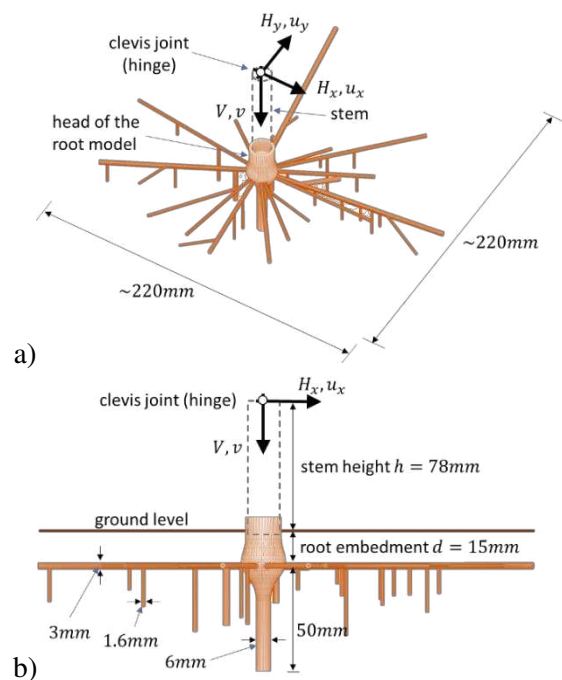 clevis joint
(hinge)
H_y, u_y
H_x, u_x
V, v
stem
head of the
root model
~220mm
~220mm
a)
clevis joint (hinge)
H_x, u_x
V, v
stem height h = 78mm
ground level
root embedment d = 15mm
3mm
1.6mm
6mm
50mm
b)